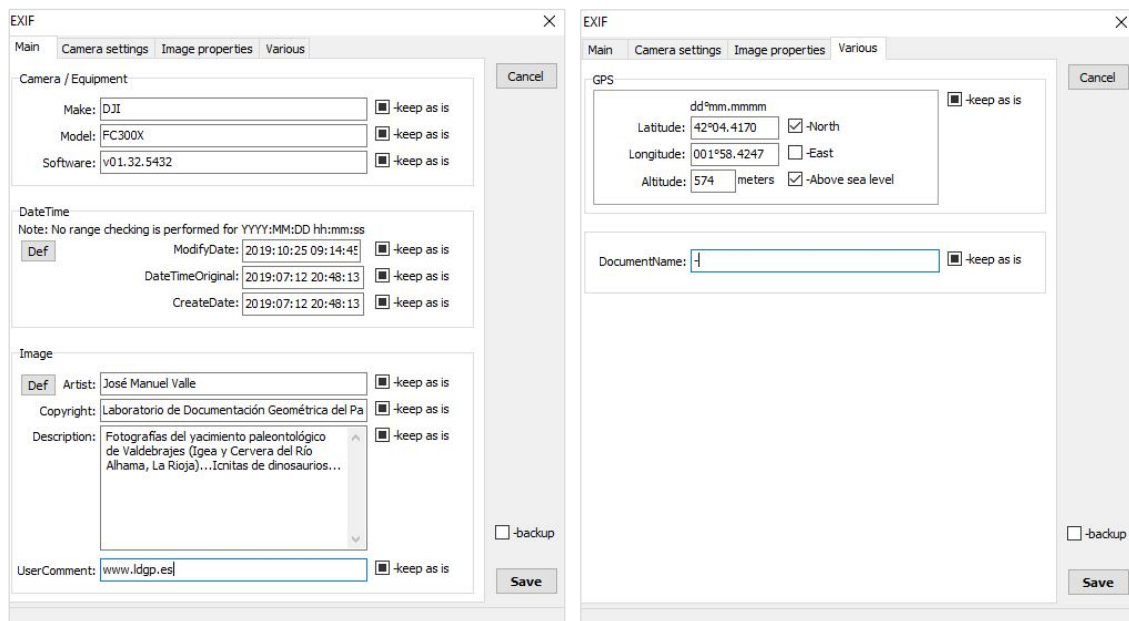 EXIF
Main Camera settings Image properties Various
Cancel
Camera / Equipment
Make: DJI -keep as is
Model: FC300X -keep as is
Software: v01.32.5432 -keep as is
DateTime
Note: No range checking is performed for YYYY:MM:DD hh:mm:ss
Def ModifyDate: 2019:10:25 09:14:45 -keep as is
DateTimeOriginal: 2019:07:12 20:48:13 -keep as is
CreateDate: 2019:07:12 20:48:13 -keep as is
Image
Def Artist: José Manuel Valle -keep as is
Copyright: Laboratorio de Documentación Geométrica del Pa -keep as is
Description: Fotografías del yacimiento paleontológico -keep as is
de Valdebrajes (Igea y Cervera del Río
Alhama, La Rioja)...Icnitas de dinosaurios...
-backup
UserComment: www.ldgp.es -keep as is
Save
EXIF
Main Camera settings Image properties Various
Cancel
GPS
-keep as is
dd°mm.mmmm
Latitude: 42°04.4170 -North
Longitude: 001°58.4247 -East
Altitude: 574 meters -Above sea level
DocumentName: - -keep as is
-backup
Save